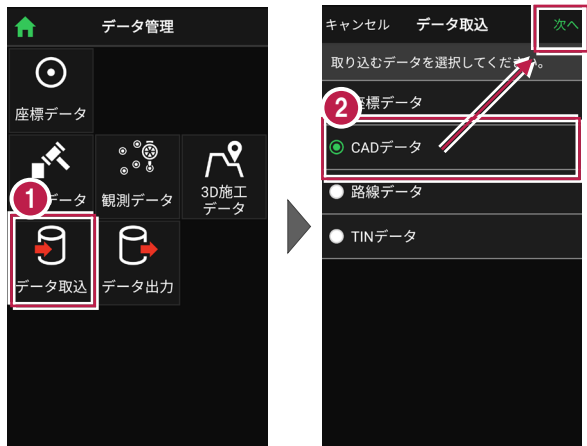 データ管理
座標データ
データ
観測データ
3D施工
データ
1
データ取込
データ出力
キャンセル
データ取込
次へ
取り込むデータを選択してください。
2
標データ
CADデータ
路線データ
TINデータ